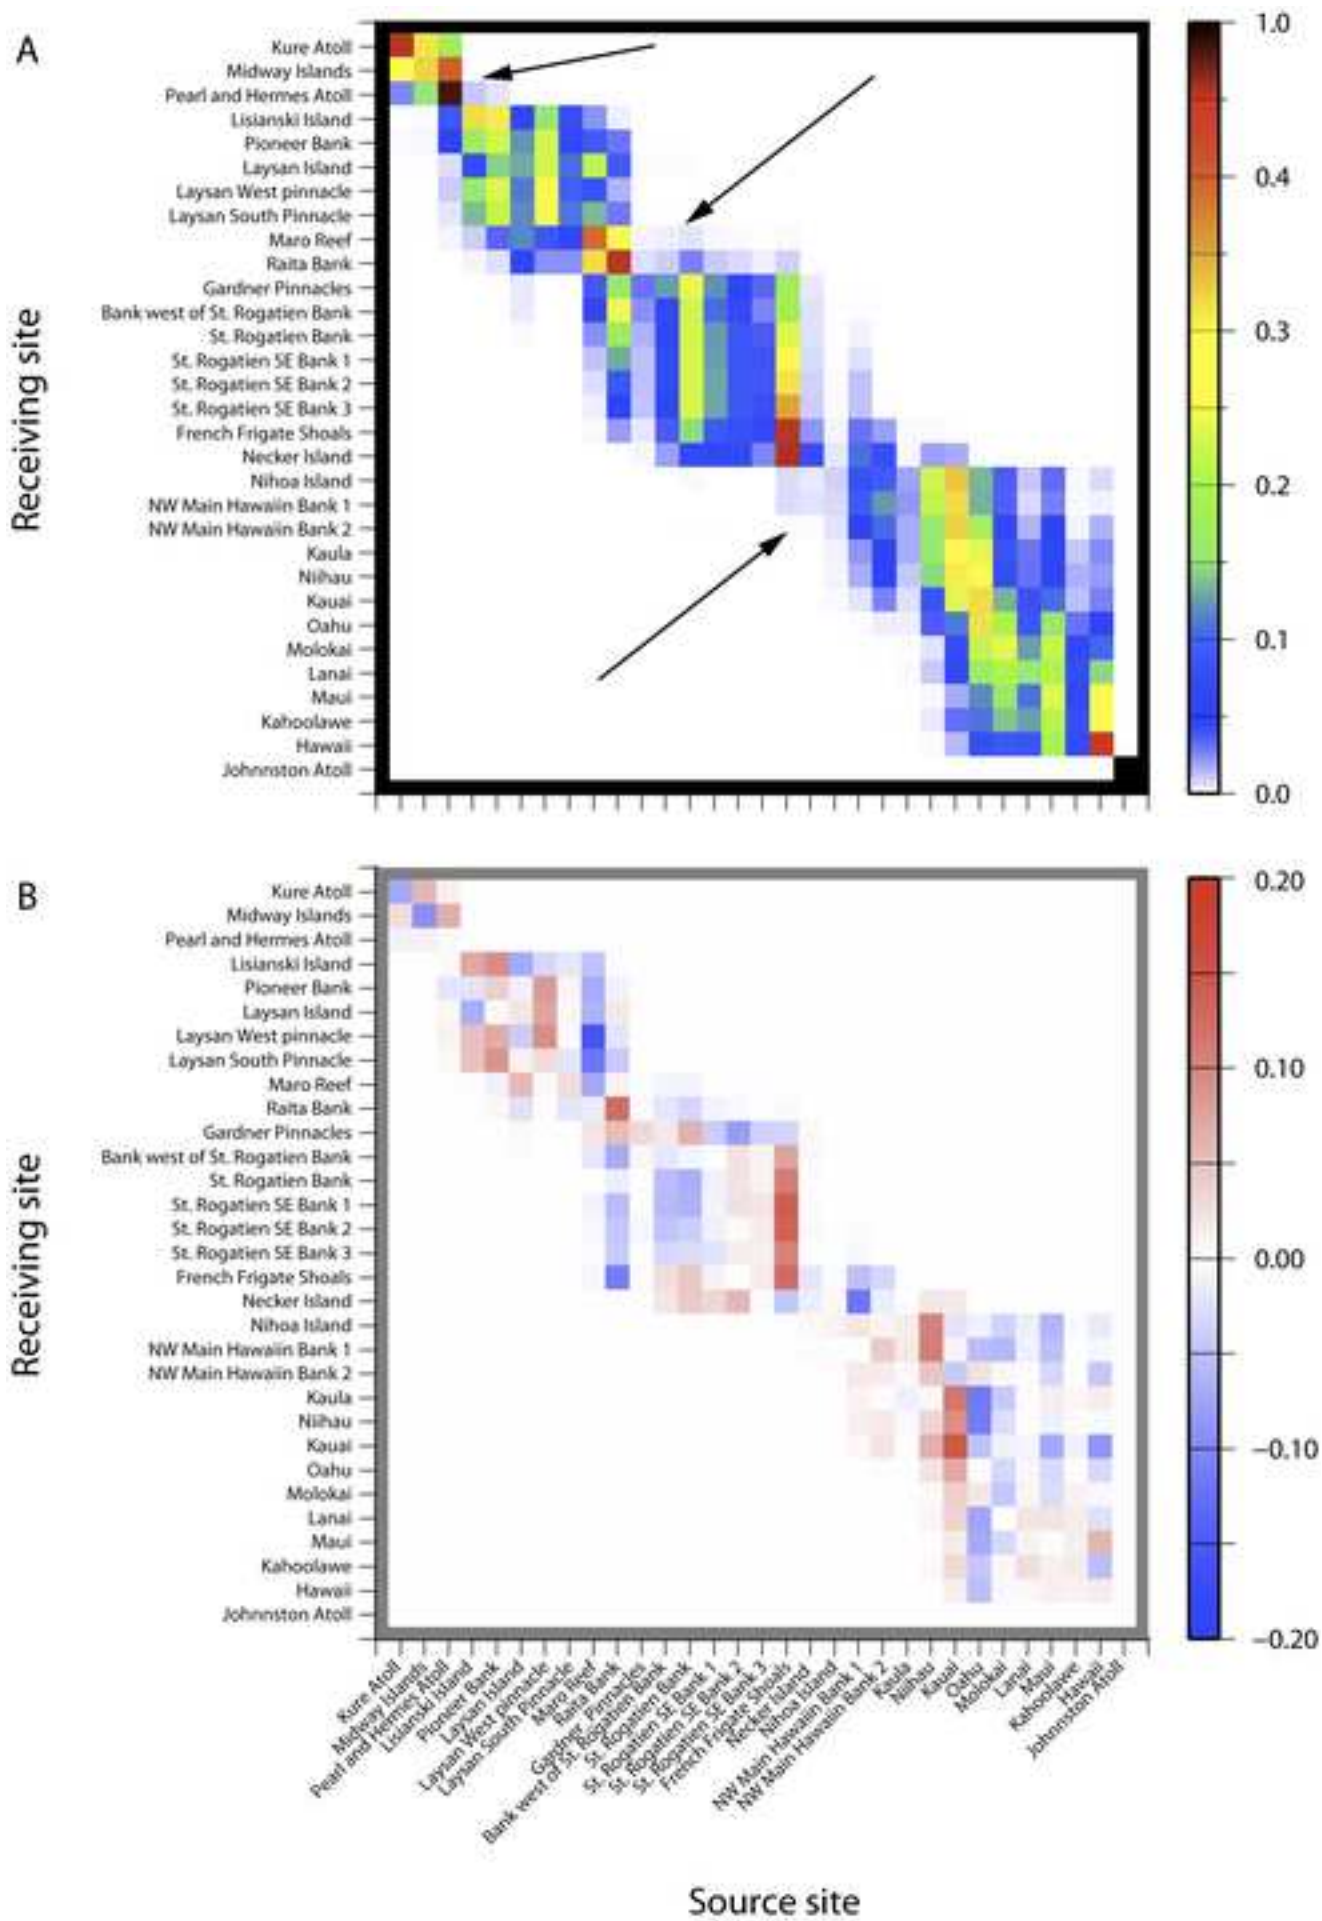 A
Receiving site
Kure Atoll
Midway Islands
Pearl and Hermes Atoll
Lisianski Island
Pioneer Bank
Laysan Island
Laysan West pinnacle
Laysan South Pinnacle
Maro Reef
Raita Bank
Gardner Pinnacles
Bank west of St. Rogatien Bank
St. Rogatien Bank
St. Rogatien SE Bank 1
St. Rogatien SE Bank 2
St. Rogatien SE Bank 3
French Frigate Shoals
Necker Island
Nihoa Island
NW Main Hawaiin Bank 1
NW Main Hawaiin Bank 2
Kaula
Niihau
Kauai
Oahu
Molokai
Lanai
Maui
Kahoolawe
Hawaii
Johnnston Atoll
1.0
0.4
0.3
0.2
0.1
0.0
B
Receiving site
Kure Atoll
Midway Islands
Pearl and Hermes Atoll
Lisianski Island
Pioneer Bank
Laysan Island
Laysan West pinnacle
Laysan South Pinnacle
Maro Reef
Raita Bank
Gardner Pinnacles
Bank west of St. Rogatien Bank
St. Rogatien Bank
St. Rogatien SE Bank 1
St. Rogatien SE Bank 2
St. Rogatien SE Bank 3
French Frigate Shoals
Necker Island
Nihoa Island
NW Main Hawaiin Bank 1
NW Main Hawaiin Bank 2
Kaula
Niihau
Kauai
Oahu
Molokai
Lanai
Maui
Kahoolawe
Hawaii
Johnnston Atoll
0.20
0.10
0.00
−0.10
−0.20
Kure Atoll
Midway Islands
Pearl and Hermes Atoll
Lisianski Island
Pioneer Bank
Laysan Island
Laysan West pinnacle
Laysan South Pinnacle
Maro Reef
Raita Bank
Gardner Pinnacles
Bank west of St. Rogatien Bank
St. Rogatien Bank
St. Rogatien SE Bank 1
St. Rogatien SE Bank 2
St. Rogatien SE Bank 3
French Frigate Shoals
Necker Island
Nihoa Island
NW Main Hawaiin Bank 1
NW Main Hawaiin Bank 2
Kaula
Niihau
Kauai
Oahu
Molokai
Lanai
Maui
Kahoolawe
Hawaii
Johnnston Atoll
Source site